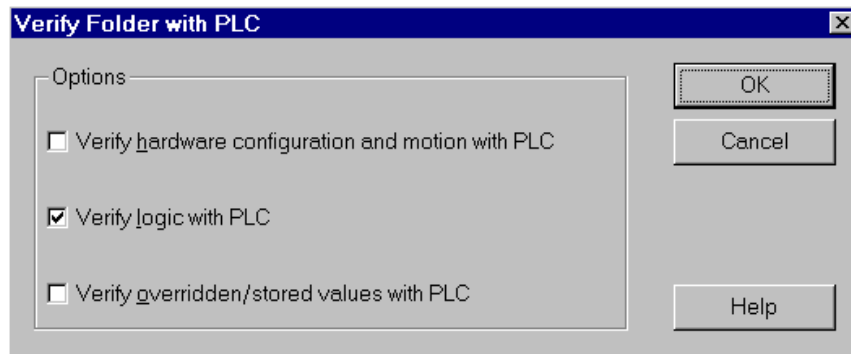 Verify Folder with PLC
Options
Verify hardware configuration and motion with PLC
Verify logic with PLC
Verify overridden/stored values with PLC
OK
Cancel
Help